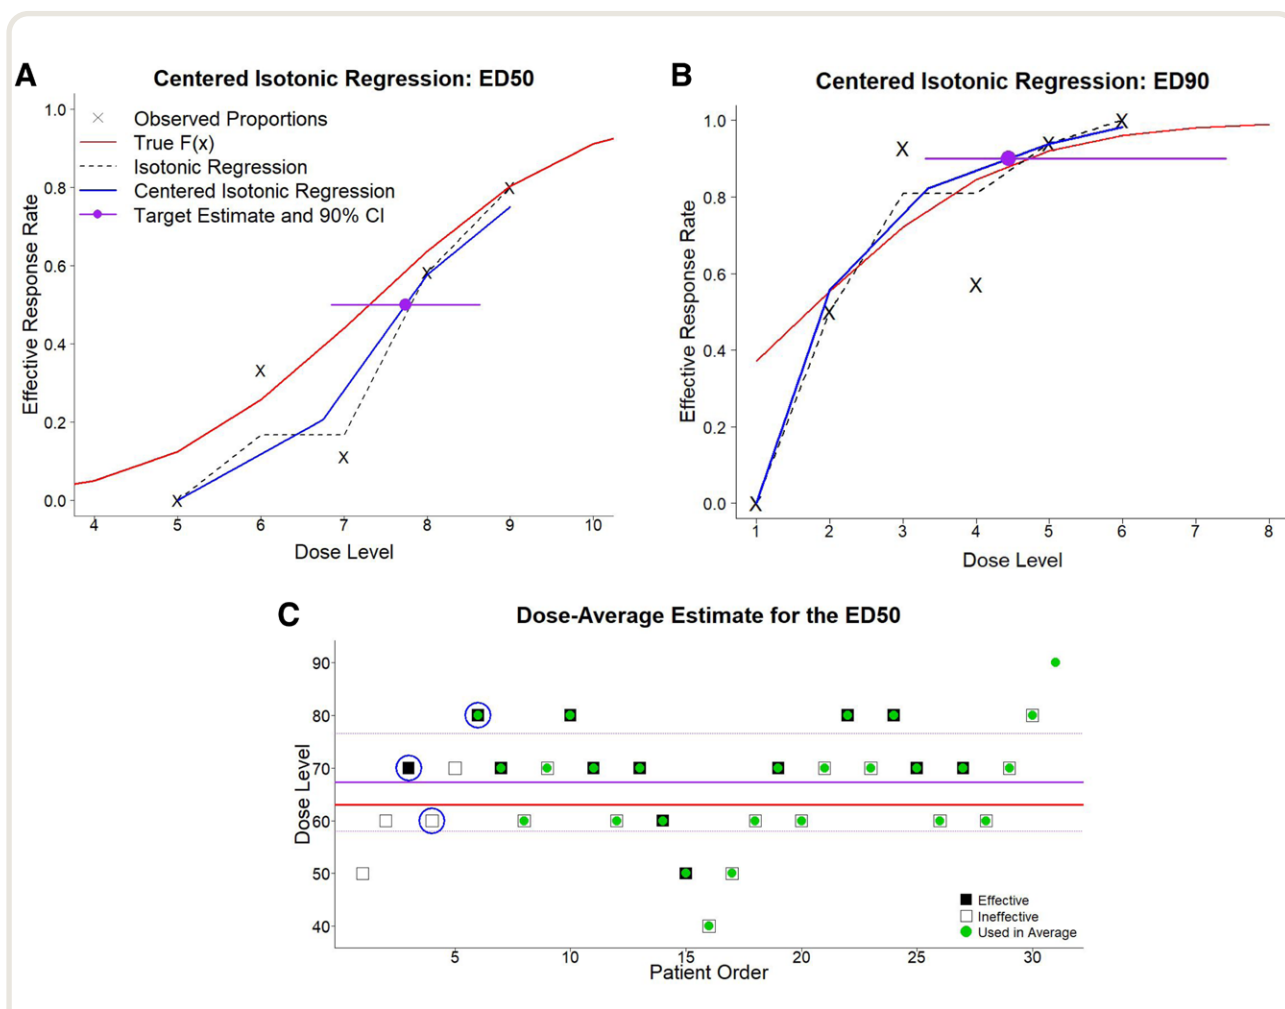 A
Centered Isotonic Regression: ED50
Observed Proportions
True F(x)
Isotonic Regression
Centered Isotonic Regression
Target Estimate and 90% CI
Effective Response Rate
1.0
0.8
0.6
0.4
0.2
0.0
4 5 6 7 8 9 10
Dose Level
B
Centered Isotonic Regression: ED90
Effective Response Rate
1.0
0.8
0.6
0.4
0.2
0.0
1 2 3 4 5 6 7 8
Dose Level
C
Dose-Average Estimate for the ED50
Dose Level
90
80
70
60
50
40
Effective
Ineffective
Used in Average
5 10 15 20 25 30
Patient Order